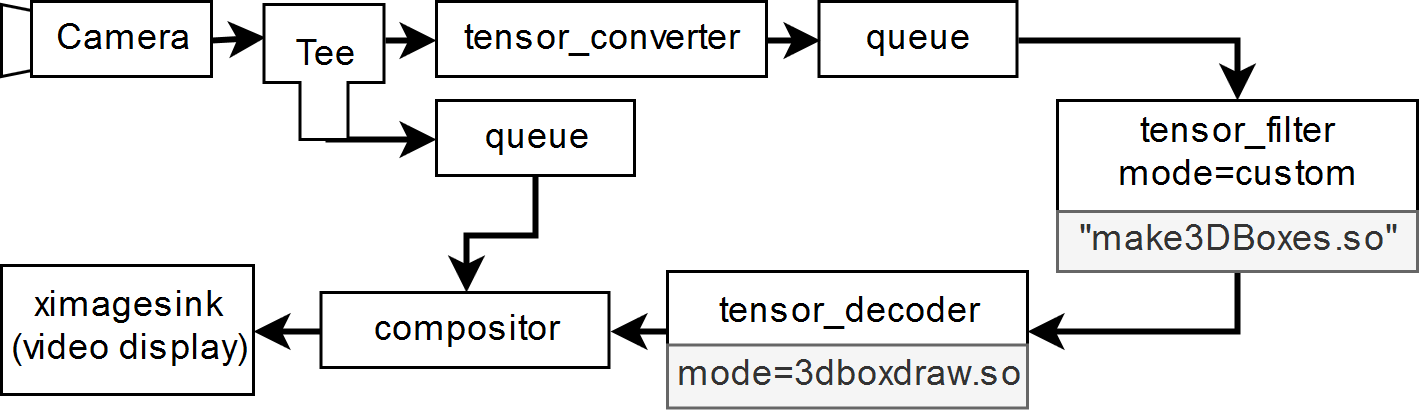 Camera
Tee
tensor_converter
queue
queue
tensor_filter
mode=custom
"make3DBoxes.so"
ximagesink
(video display)
compositor
tensor_decoder
mode=3dboxdraw.so